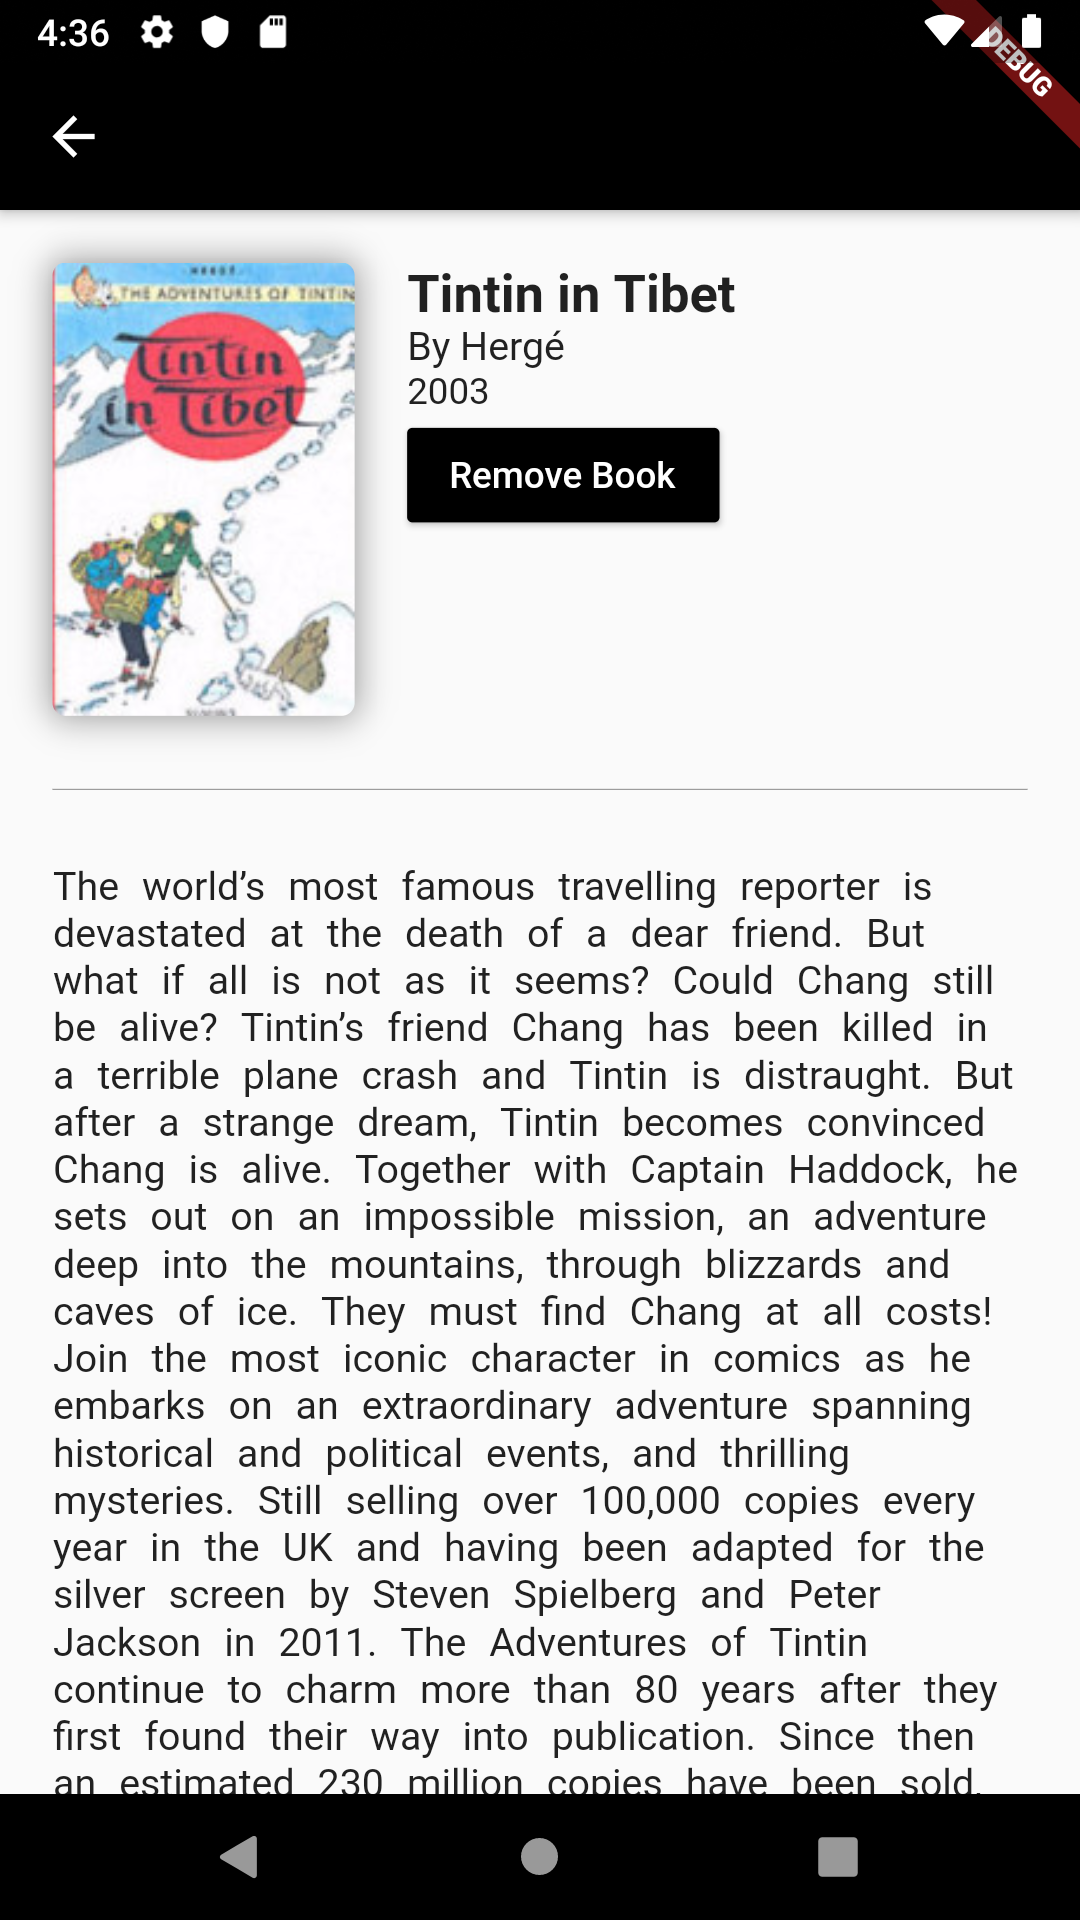 4:36
DEBUG
HERGÉ
THE ADVENTURES OF TINTIN
Tintin
in Tibet
Tintin in Tibet
By Hergé
2003
Remove Book
The world’s most famous travelling reporter is
devastated at the death of a dear friend. But
what if all is not as it seems? Could Chang still
be alive? Tintin’s friend Chang has been killed in
a terrible plane crash and Tintin is distraught. But
after a strange dream, Tintin becomes convinced
Chang is alive. Together with Captain Haddock, he
sets out on an impossible mission, an adventure
deep into the mountains, through blizzards and
caves of ice. They must find Chang at all costs!
Join the most iconic character in comics as he
embarks on an extraordinary adventure spanning
historical and political events, and thrilling
mysteries. Still selling over 100,000 copies every
year in the UK and having been adapted for the
silver screen by Steven Spielberg and Peter
Jackson in 2011. The Adventures of Tintin
continue to charm more than 80 years after they
first found their way into publication. Since then
an estimated 230 million copies have been sold,